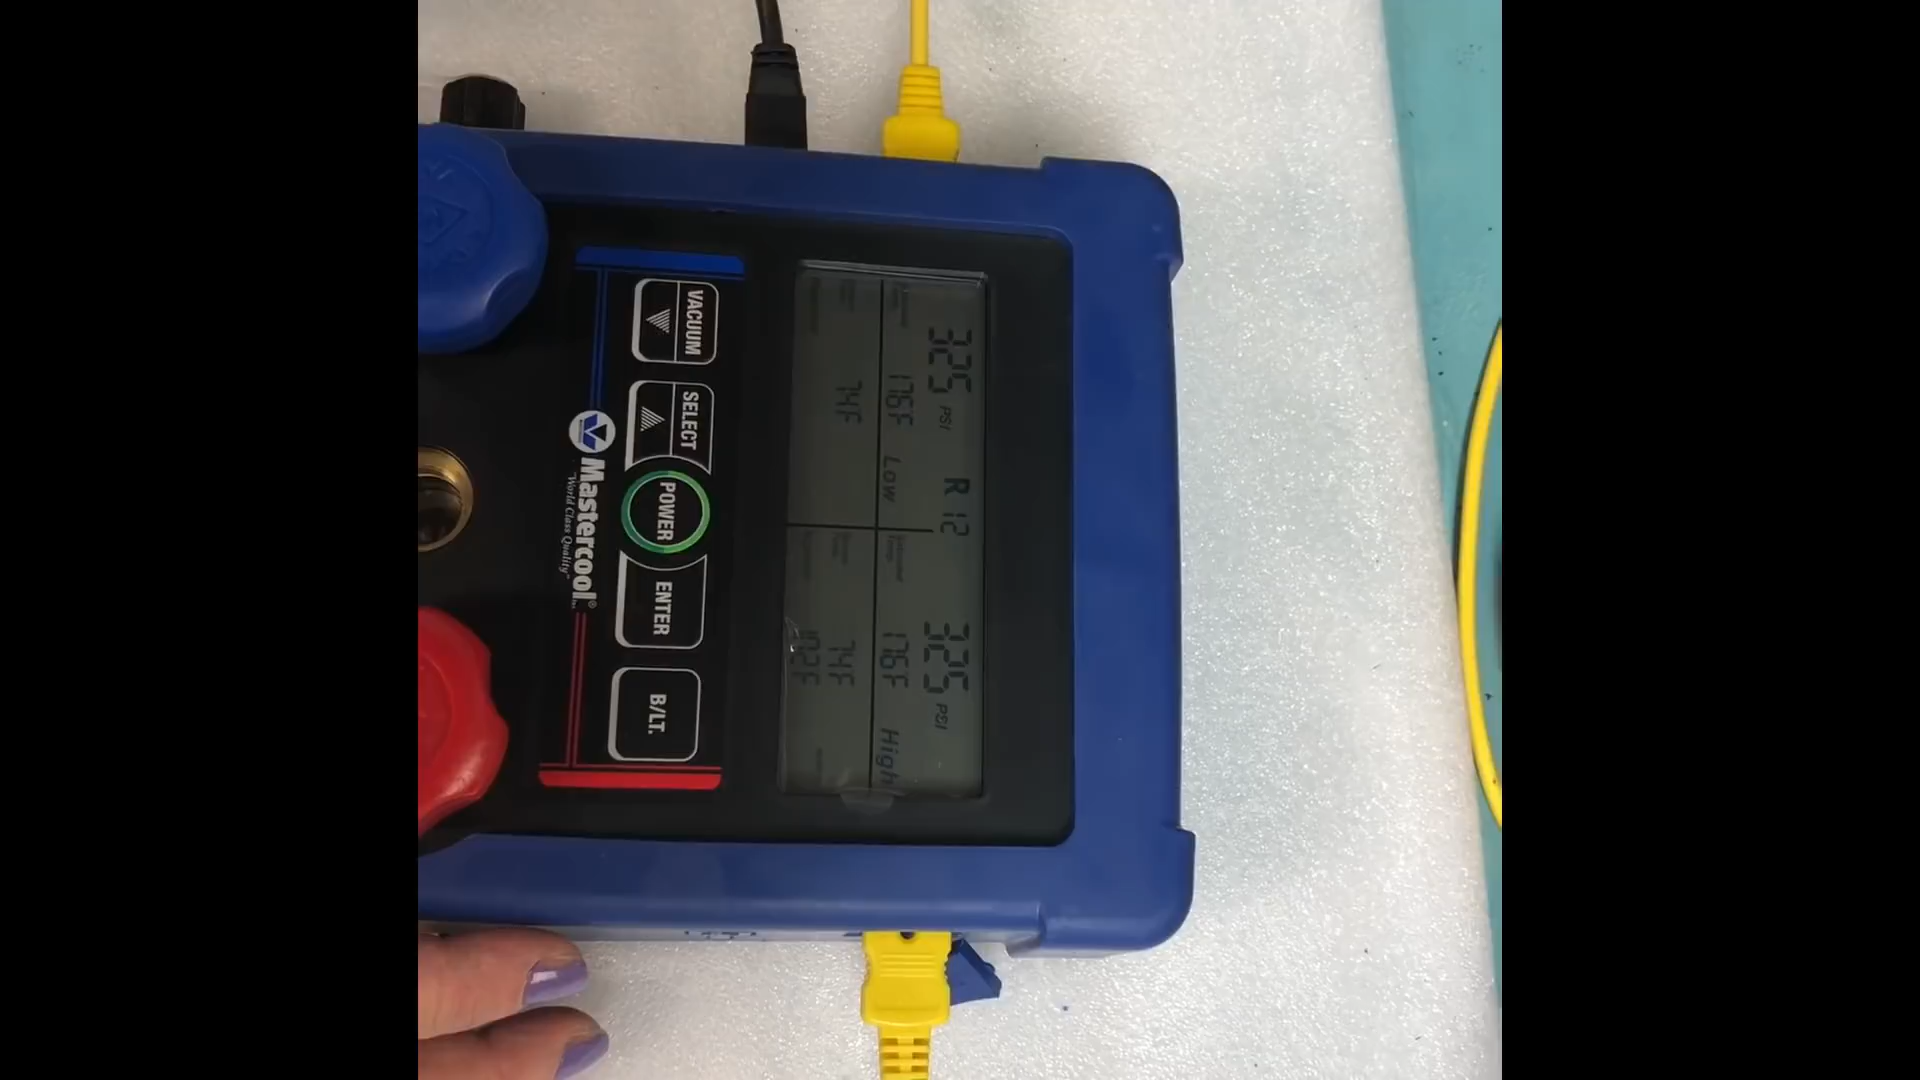 325 PSI
R 12
325 PSI
176F
Low
176F
High
74F
74F
102F
VACUUM
SELECT
POWER
ENTER
B/LT.
Mastercool®
"World Class Quality"